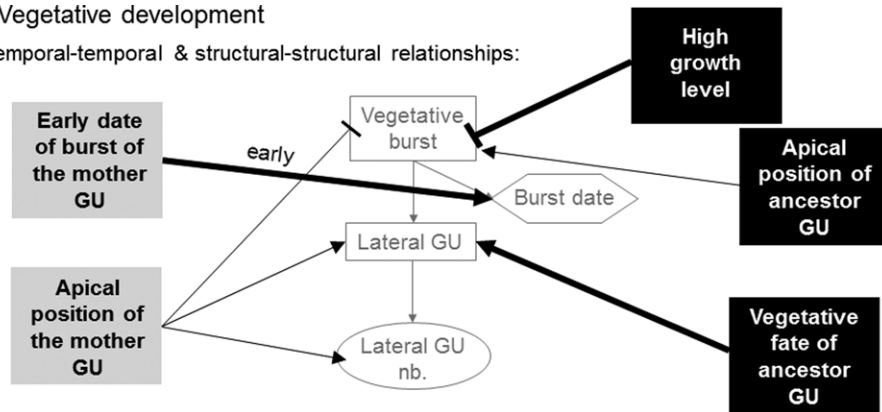 Vegetative development
emporal-temporal & structural-structural relationships:
High
growth
level
Early date
of burst of
the mother
GU
early
Vegetative
burst
Apical
position of
ancestor
GU
Burst date
Lateral GU
Apical
position of
the mother
GU
Lateral GU
nb.
Vegetative
fate of
ancestor
GU